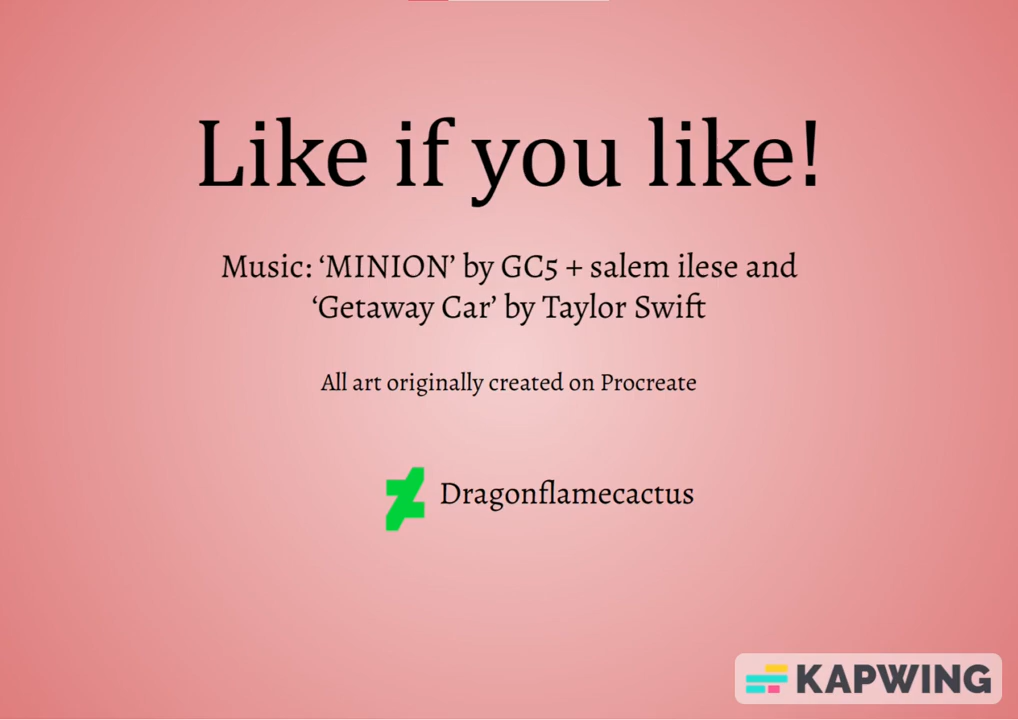 Like if you like!
Music: ‘MINION’ by GC5 + salem ilese and
‘Getaway Car’ by Taylor Swift
All art originally created on Procreate
Dragonflamecactus
KAPWING